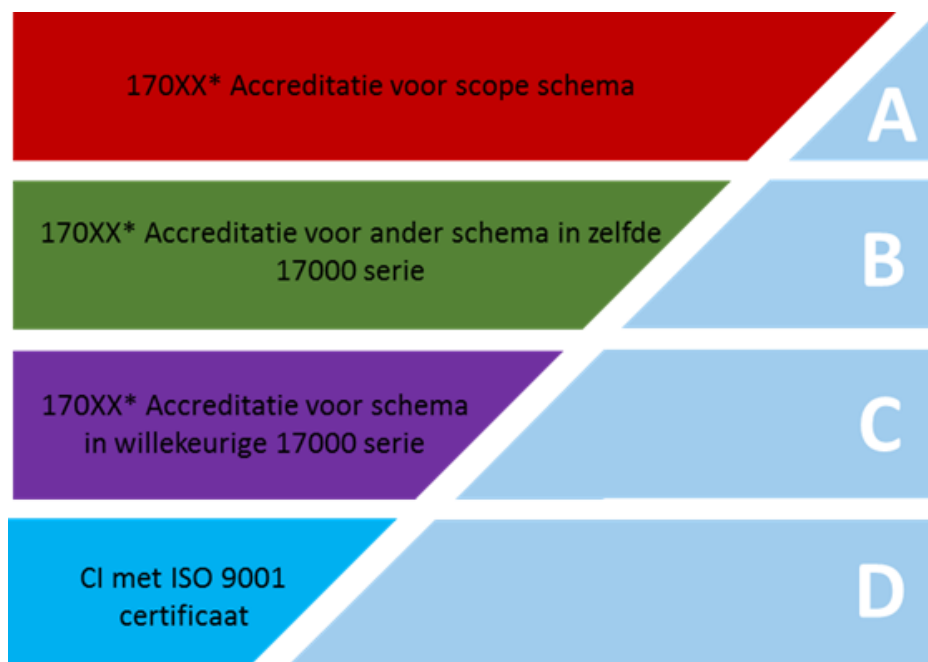 170XX* Accreditatie voor scope schema
A
170XX* Accreditatie voor ander schema in zelfde
17000 serie
B
170XX* Accreditatie voor schema
in willekeurige 17000 serie
C
CI met ISO 9001
certificaat
D